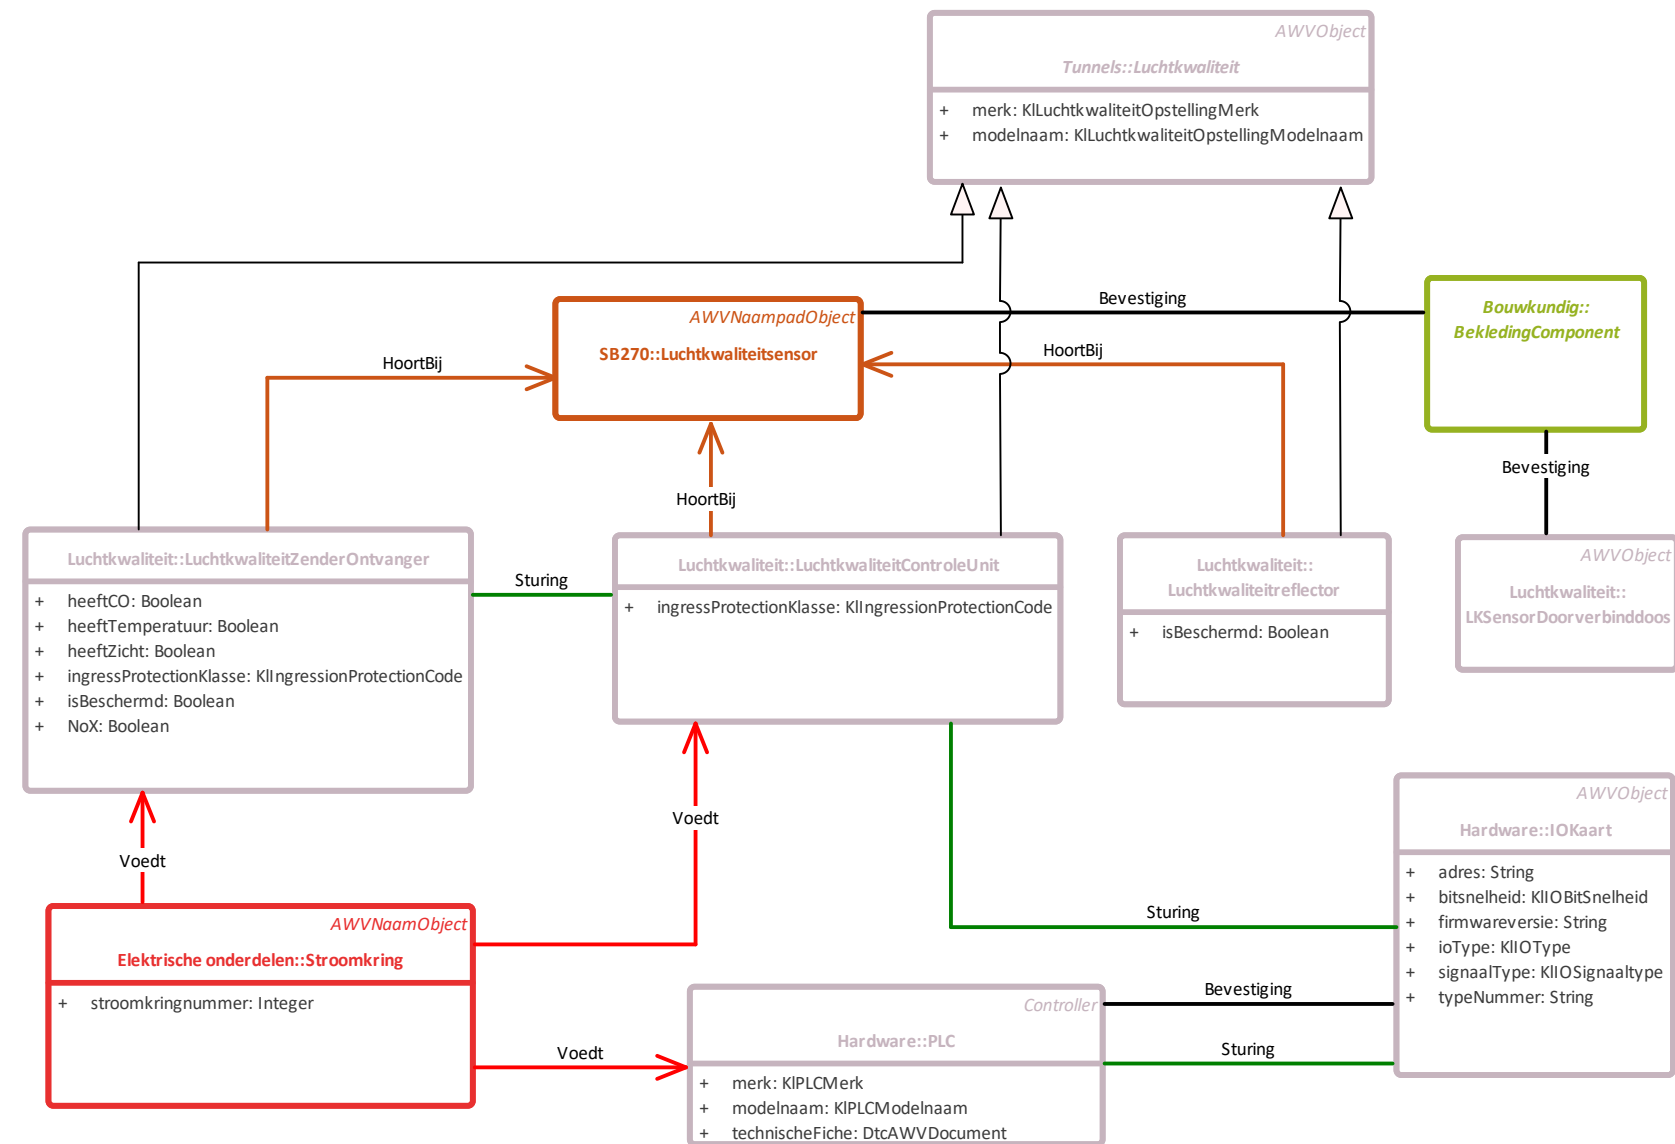 AWVObject
Tunnels::Luchtkwaliteit
+ merk: KlLuchtkwaliteitOpstellingMerk
+ modelnaam: KlLuchtkwaliteitOpstellingModelnaam
Bevestiging
AWVNaampadObject
SB270::Luchtkwaliteitsensor
Bouwkundig::
BekledingComponent
HoortBij
HoortBij
HoortBij
Bevestiging
Luchtkwaliteit::LuchtkwaliteitZenderOntvanger
+ heeftCO: Boolean
+ heeftTemperatuur: Boolean
+ heeftZicht: Boolean
+ ingressProtectionKlasse: KlIngressionProtectionCode
+ isBeschermd: Boolean
+ NoX: Boolean
Sturing
Luchtkwaliteit::LuchtkwaliteitControleUnit
+ ingressProtectionKlasse: KlIngressionProtectionCode
Luchtkwaliteit::
Luchtkwaliteitreflector
+ isBeschermd: Boolean
AWVObject
Luchtkwaliteit::
LKSensorDoorverbinddoos
Voedt
Voedt
AWVObject
Hardware::IOKaart
+ adres: String
+ bitsnelheid: KlIOBitSnelheid
+ firmwareversie: String
+ ioType: KlIOType
+ signaalType: KlIOSignaaltype
+ typeNummer: String
Sturing
AWVNaamObject
Elektrische onderdelen::Stroomkring
+ stroomkringnummer: Integer
Voedt
Controller
Hardware::PLC
+ merk: KlPLCMerk
+ modelnaam: KlPLCModelnaam
+ technischeFiche: DtcAWVDocument
Bevestiging
Sturing